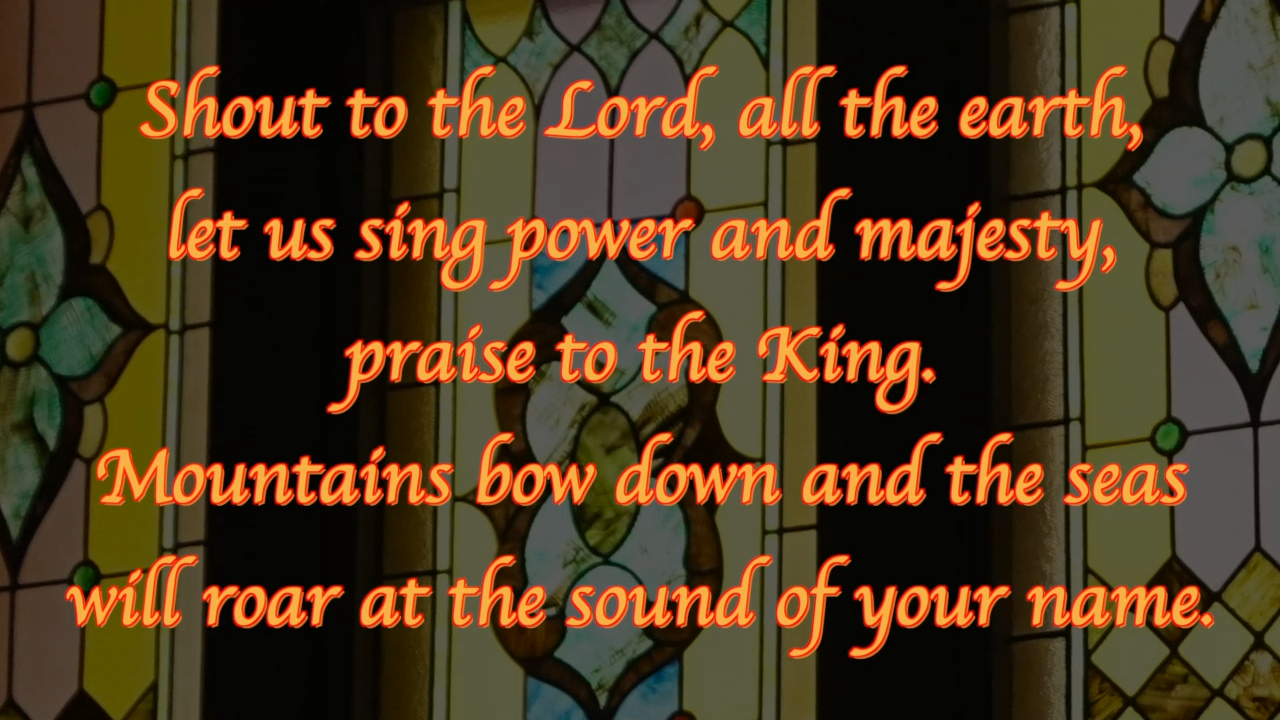 Shout to the Lord, all the earth,
let us sing power and majesty,
praise to the King.
Mountains bow down and the seas
will roar at the sound of your name.